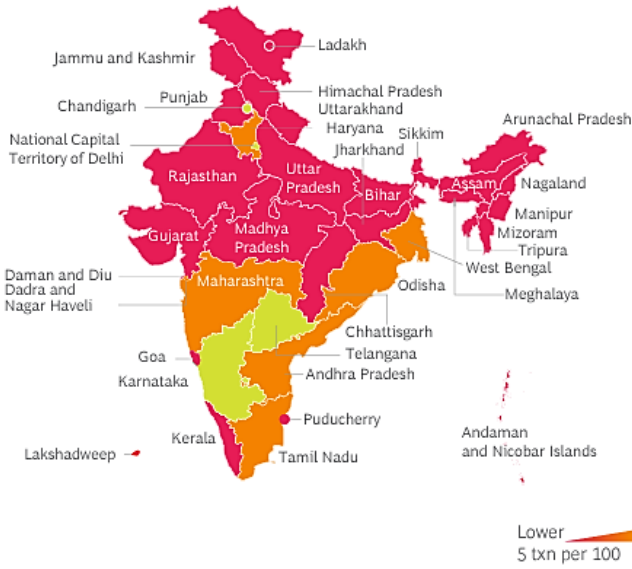 Ladakh
Jammu and Kashmir
Himachal Pradesh
Punjab
Chandigarh
Uttarakhand
Haryana
Sikkim
Arunachal Pradesh
National Capital
Territory of Delhi
Jharkhand
Rajasthan
Uttar
Pradesh
Bihar
Assam
Nagaland
Manipur
Gujarat
Madhya
Pradesh
Mizoram
Tripura
West Bengal
Daman and Diu
Dadra and
Nagar Haveli
Maharashtra
Odisha
Meghalaya
Chhattisgarh
Goa
Telangana
Karnataka
Andhra Pradesh
Puducherry
Kerala
Lakshadweep
Tamil Nadu
Andaman
and Nicobar Islands
Lower
5 txn per 100